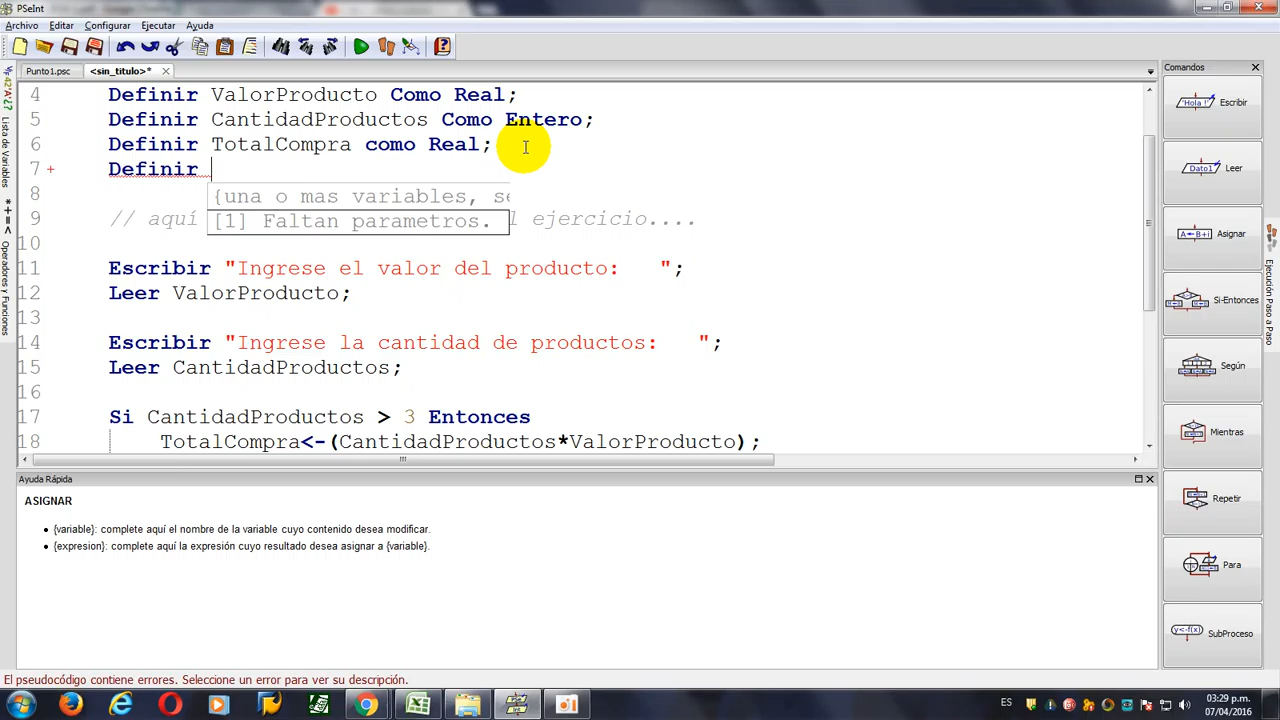 PSeInt
Archivo Editar Configurar Ejecutar Ayuda
Punto1.psc <sin_titulo>*
4 Definir ValorProducto Como Real;
5 Definir CantidadProductos Como Entero;
6 Definir TotalCompra como Real;
7 + Definir
{una o mas variables, se
8
9 // aquí [1] Faltan parametros. l ejercicio....
10
11 Escribir "Ingrese el valor del producto:   ";
12 Leer ValorProducto;
13
14 Escribir "Ingrese la cantidad de productos:   ";
15 Leer CantidadProductos;
16
17 Si CantidadProductos > 3 Entonces
18 TotalCompra<-(CantidadProductos*ValorProducto);
Lista de Variables
Operadores y Funciones
Ayuda Rápida
ASIGNAR
{variable}: complete aquí el nombre de la variable cuyo contenido desea modificar.
{expresion}: complete aquí la expresión cuyo resultado desea asignar a {variable}.
Comandos
'Hola !' Escribir
Dato1 Leer
A←B+i Asignar
Si-Entonces
Según
Mientras
Repetir
Para
y<-f(x) SubProceso
Ejecución Paso a Paso
El pseudocódigo contiene errores. Seleccione un error para ver su descripción.
ES
03:29 p.m.
07/04/2016